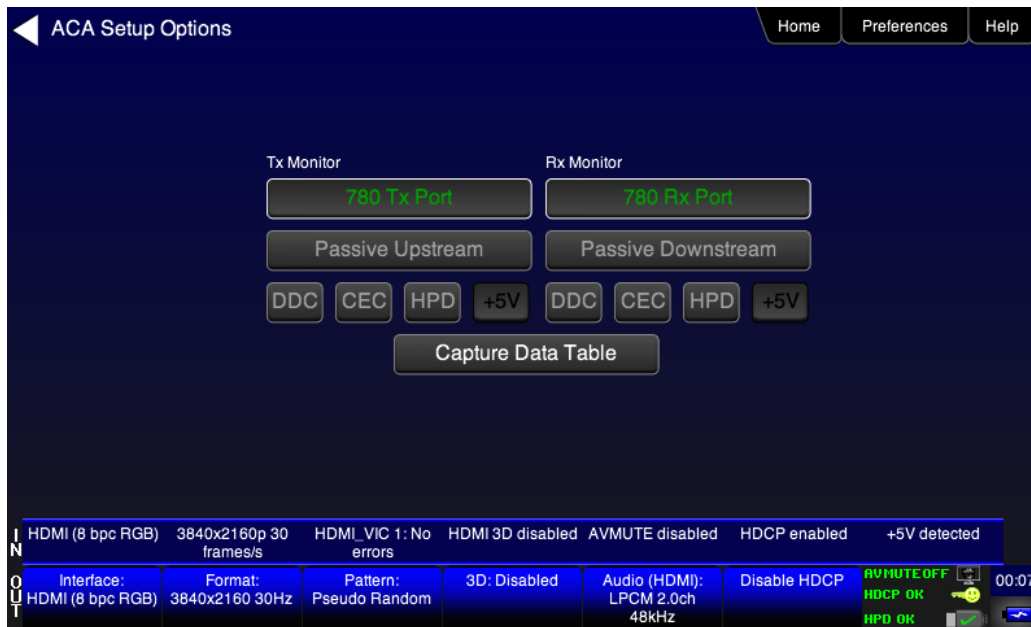 ACA Setup Options
Home
Preferences
Help
Tx Monitor
Rx Monitor
780 Tx Port
780 Rx Port
Passive Upstream
Passive Downstream
DDC
CEC
HPD
+5V
DDC
CEC
HPD
+5V
Capture Data Table
IN
HDMI (8 bpc RGB)
3840x2160p 30
frames/s
HDMI_VIC 1: No
errors
HDMI 3D disabled
AVMUTE disabled
HDCP enabled
+5V detected
OUT
Interface:
HDMI (8 bpc RGB)
Format:
3840x2160 30Hz
Pattern:
Pseudo Random
3D: Disabled
Audio (HDMI):
LPCM 2.0ch
48kHz
Disable HDCP
AVMUTEOFF
HDCP OK
HPD OK
00:07